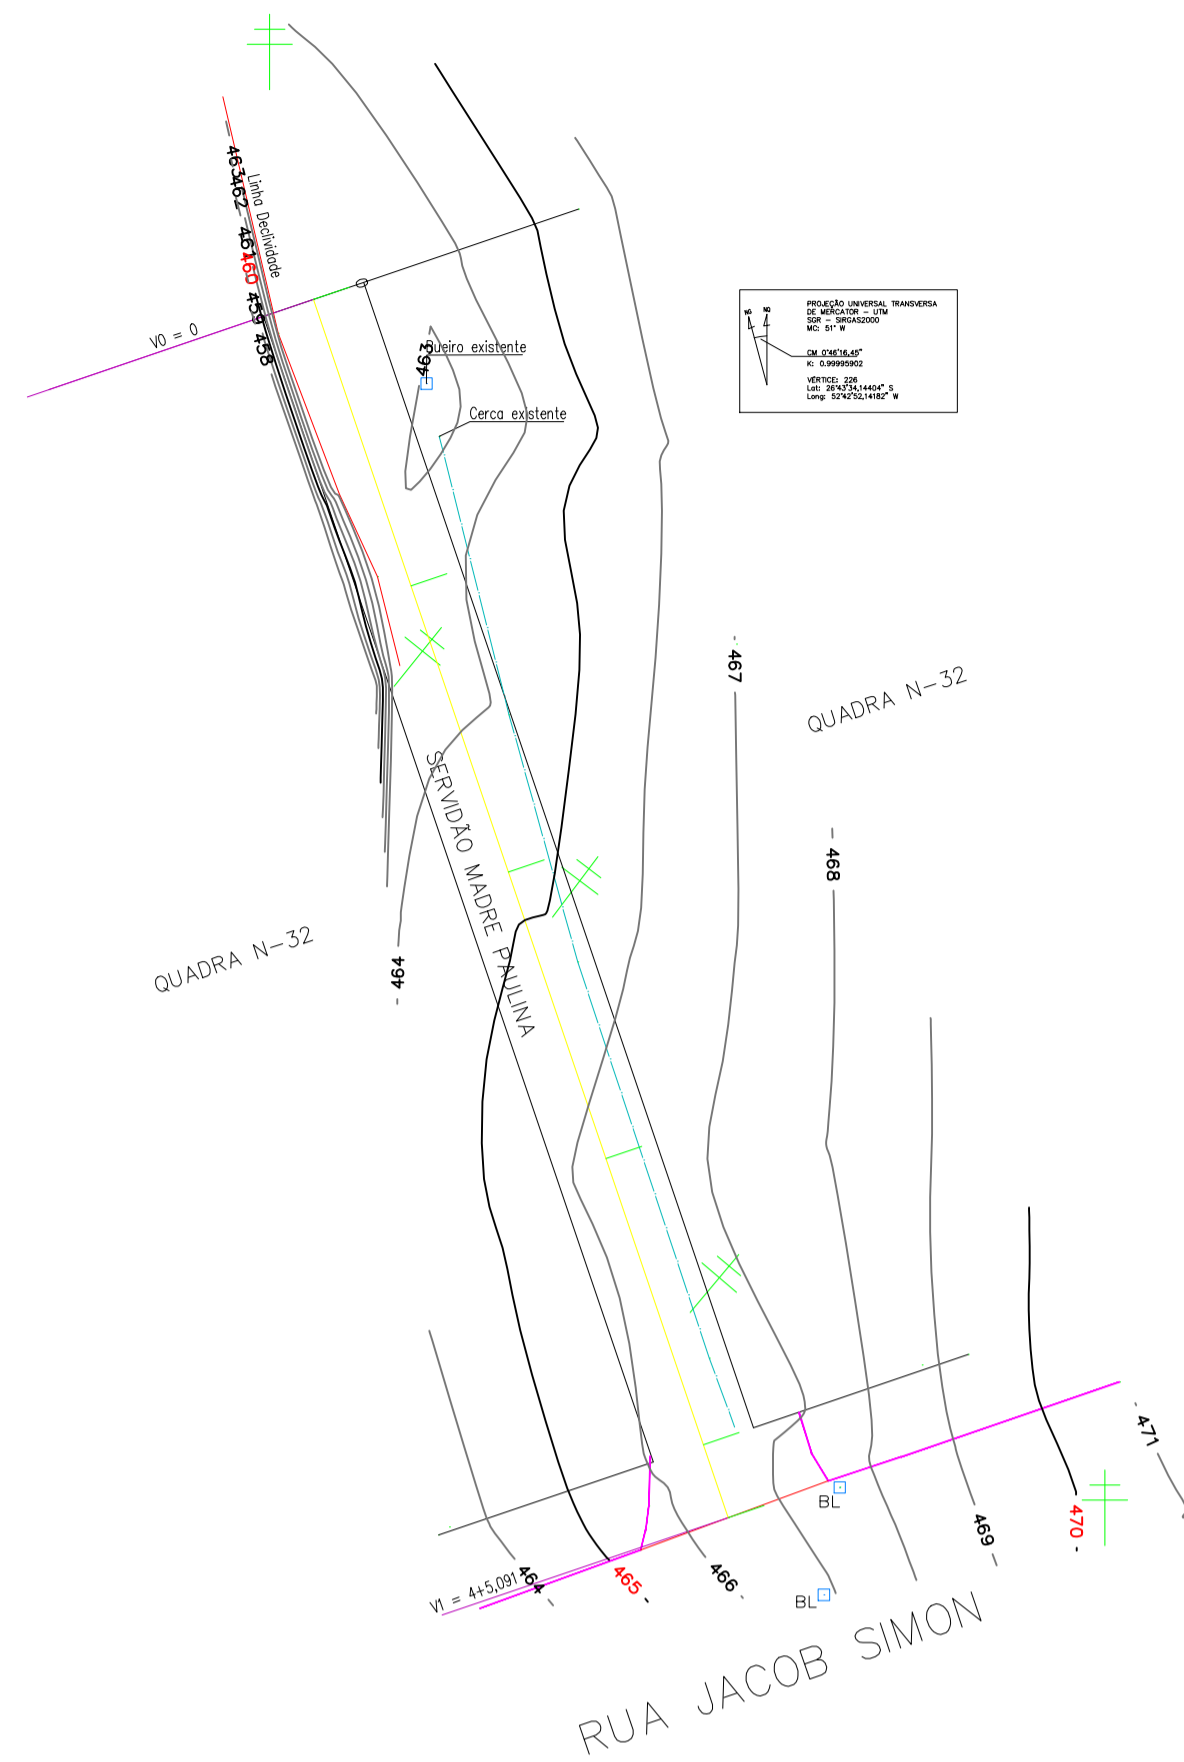 463
462
Linha Declividade
461
460
459
458
V0 = 0
Bueiro existente
463
Cerca existente
NG NQ
PROJEÇÃO UNIVERSAL TRANSVERSA
DE MERCATOR - UTM
SGR - SIRGAS2000
MC: 51° W
CM 0°46'16,45"
K: 0.99995902
VÉRTICE: 226
Lat: 26°43'34,14404" S
Long: 52°42'52,14182" W
467
QUADRA N-32
SERVIDÃO MADRE PAULINA
468
QUADRA N-32
464
471
469
470
BL
V1 = 4+5,091
464
465
466
BL
RUA JACOB SIMON